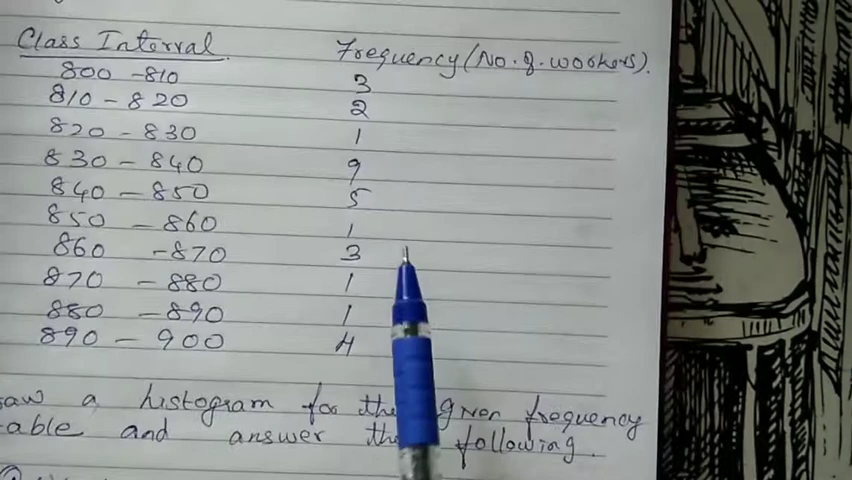 Class Interval Frequency (No. of. workers).
800 - 810 3
810 - 820 2
820 - 830 1
830 - 840 9
840 - 850 5
850 - 860 1
860 - 870 3
870 - 880 1
880 - 890 1
890 - 900 4
a histogram for the given frequency
and answer the following.